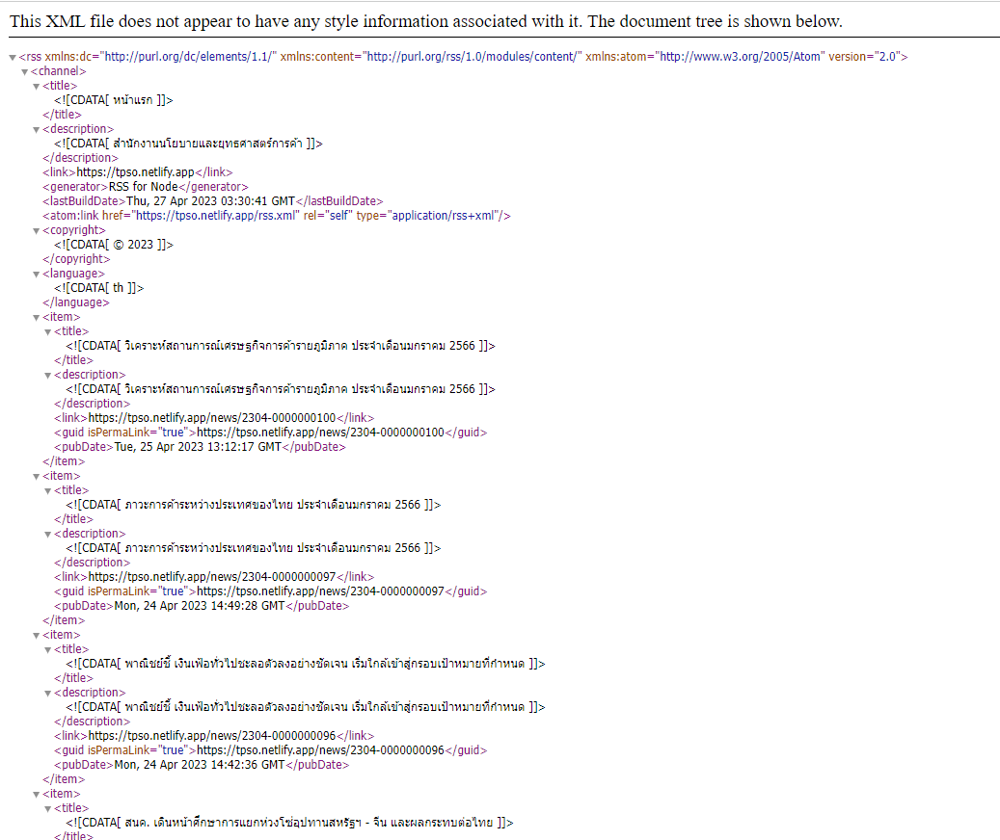 This XML file does not appear to have any style information associated with it. The document tree is shown below.
▼<rss xmlns:dc="http://purl.org/dc/elements/1.1/" xmlns:content="http://purl.org/rss/1.0/modules/content/" xmlns:atom="http://www.w3.org/2005/Atom" version="2.0">
▼<channel>
▼<title>
<![CDATA[ หน้าแรก ]]>
</title>
▼<description>
<![CDATA[ สำนักงานนโยบายและยุทธศาสตร์การค้า ]]>
</description>
<link>https://tpso.netlify.app</link>
<generator>RSS for Node</generator>
<lastBuildDate>Thu, 27 Apr 2023 03:30:41 GMT</lastBuildDate>
<atom:link href="https://tpso.netlify.app/rss.xml" rel="self" type="application/rss+xml"/>
▼<copyright>
<![CDATA[ © 2023 ]]>
</copyright>
▼<language>
<![CDATA[ th ]]>
</language>
▼<item>
▼<title>
<![CDATA[ วิเคราะห์สถานการณ์เศรษฐกิจการค้ารายภูมิภาค ประจำเดือนมกราคม 2566 ]]>
</title>
▼<description>
<![CDATA[ วิเคราะห์สถานการณ์เศรษฐกิจการค้ารายภูมิภาค ประจำเดือนมกราคม 2566 ]]>
</description>
<link>https://tpso.netlify.app/news/2304-0000000100</link>
<guid isPermaLink="true">https://tpso.netlify.app/news/2304-0000000100</guid>
<pubDate>Tue, 25 Apr 2023 13:12:17 GMT</pubDate>
</item>
▼<item>
▼<title>
<![CDATA[ ภาวะการค้าระหว่างประเทศของไทย ประจำเดือนมกราคม 2566 ]]>
</title>
▼<description>
<![CDATA[ ภาวะการค้าระหว่างประเทศของไทย ประจำเดือนมกราคม 2566 ]]>
</description>
<link>https://tpso.netlify.app/news/2304-0000000097</link>
<guid isPermaLink="true">https://tpso.netlify.app/news/2304-0000000097</guid>
<pubDate>Mon, 24 Apr 2023 14:49:28 GMT</pubDate>
</item>
▼<item>
▼<title>
<![CDATA[ พาณิชย์ชี้ เงินเฟ้อทั่วไปชะลอตัวลงอย่างชัดเจน เริ่มใกล้เข้าสู่กรอบเป้าหมายที่กำหนด ]]>
</title>
▼<description>
<![CDATA[ พาณิชย์ชี้ เงินเฟ้อทั่วไปชะลอตัวลงอย่างชัดเจน เริ่มใกล้เข้าสู่กรอบเป้าหมายที่กำหนด ]]>
</description>
<link>https://tpso.netlify.app/news/2304-0000000096</link>
<guid isPermaLink="true">https://tpso.netlify.app/news/2304-0000000096</guid>
<pubDate>Mon, 24 Apr 2023 14:42:36 GMT</pubDate>
</item>
▼<item>
▼<title>
<![CDATA[ สนค. เดินหน้าศึกษาการแยกห่วงโซ่อุปทานสหรัฐฯ - จีน และผลกระทบต่อไทย ]]>
</title>